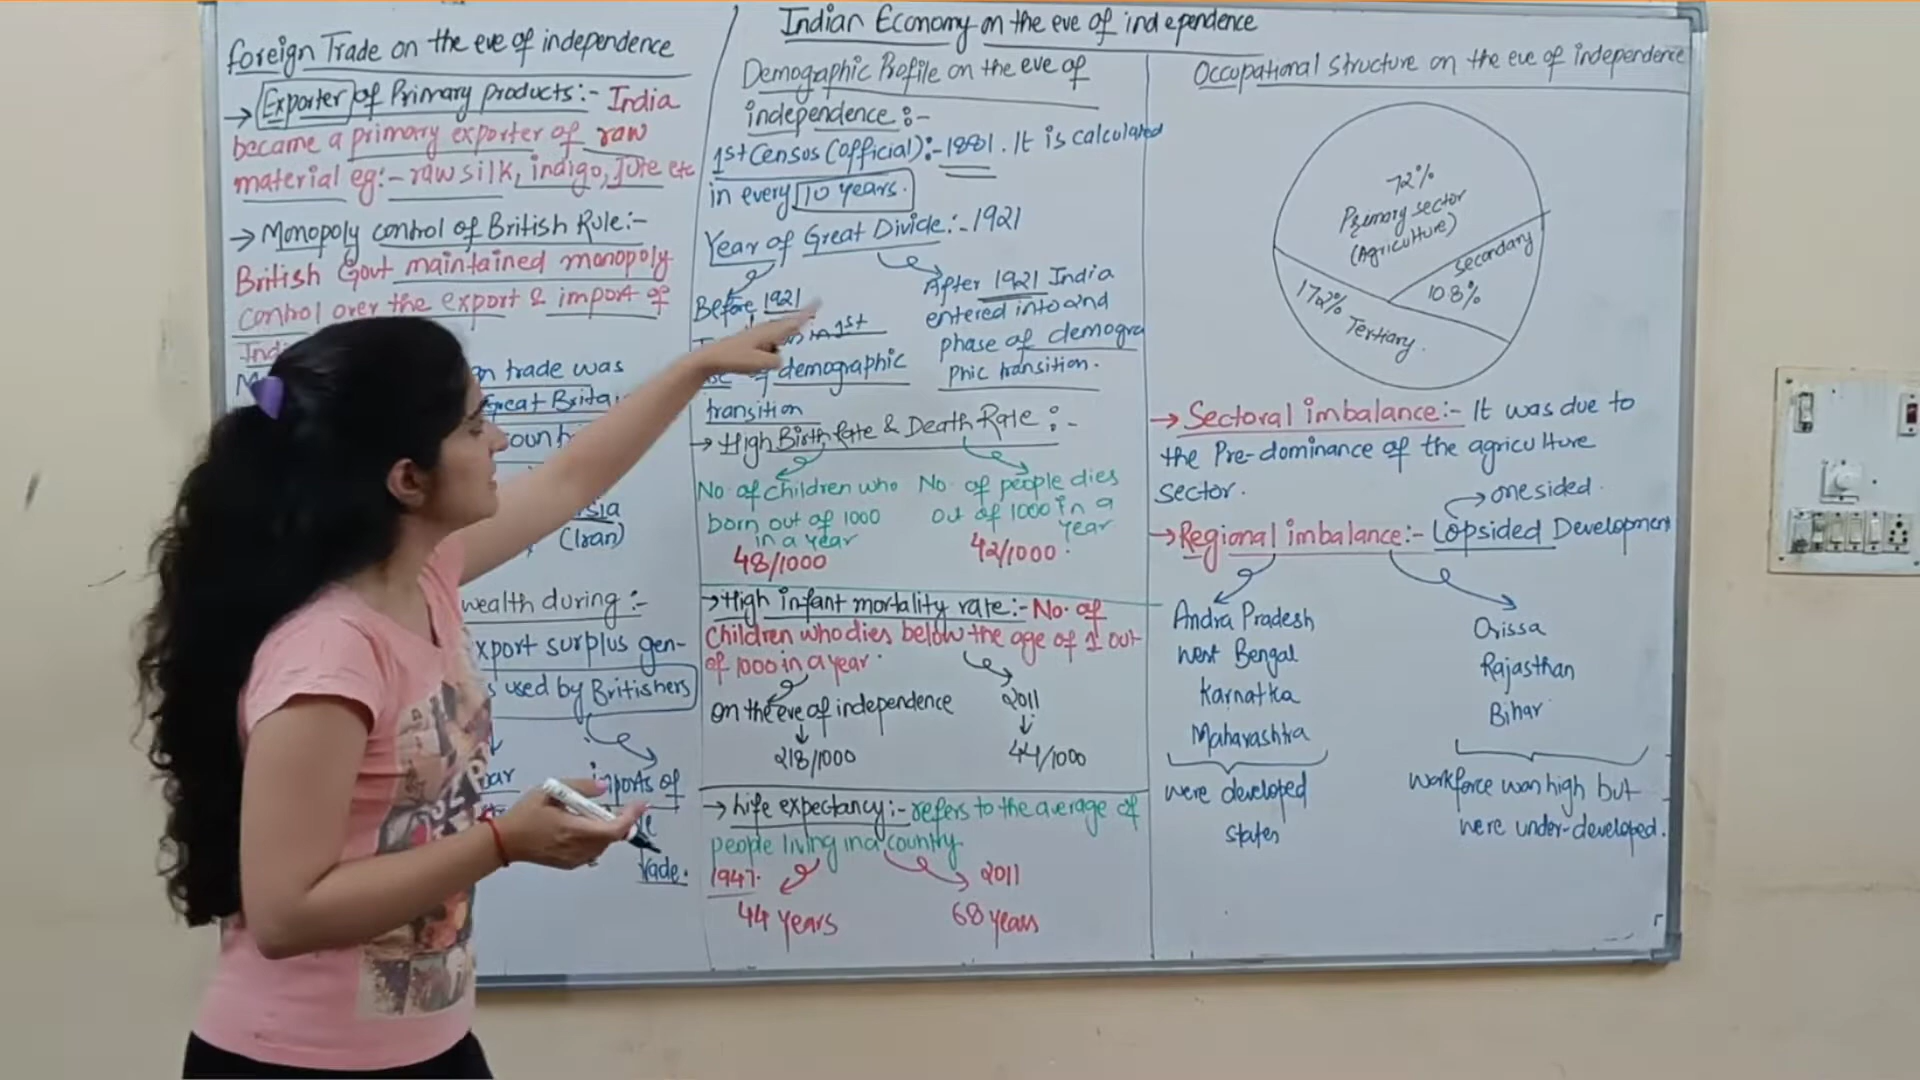 Indian Economy on the eve of independence
Foreign Trade on the eve of independence
→ Exporter of Primary products:- India
became a primary exporter of raw
material eg:- raw silk, indigo, Jute etc
→ Monopoly control of British Rule:-
British Govt maintained monopoly
control over the export & import of
trade was
Great
(Iran)
wealth during :-
xport surplus gen-
used by Britishers
Demographic Profile on the eve of
independence :-
1st Censos (official):- 1881. It is calculated
in every 10 years.
Year of Great Divide:- 1921
Before 1921
in 1st
demographic
transition
After 1921 India
entered into 2nd
phase of demogra
phic transition.
→ High Birth Rate & Death Rate :-
No. of children who
born out of 1000
in a year
48/1000
No. of people dies
out of 1000 in a
year
42/1000.
→ High infant mortality rate:- No. of
Children who dies below the age of 1 out
of 1000 in a year.
on the eve of independence
218/1000
2011
44/1000
→ Life expectancy:- refers to the average of
people living in a country.
1947.
44 years
2011
68 years
Occupational structure on the eve of independence
72%
Primary sector
(Agriculture)
Secondary
10.8%
17.2% Tertiary.
→ Sectoral imbalance:- It was due to
the Pre-dominance of the agriculture
sector.
→ one sided.
→ Regional imbalance:- Lopsided Development
Andra Pradesh
West Bengal
Karnatka
Maharashtra
were developed
states
Orissa
Rajasthan
Bihar
workforce was high but
were under-developed.